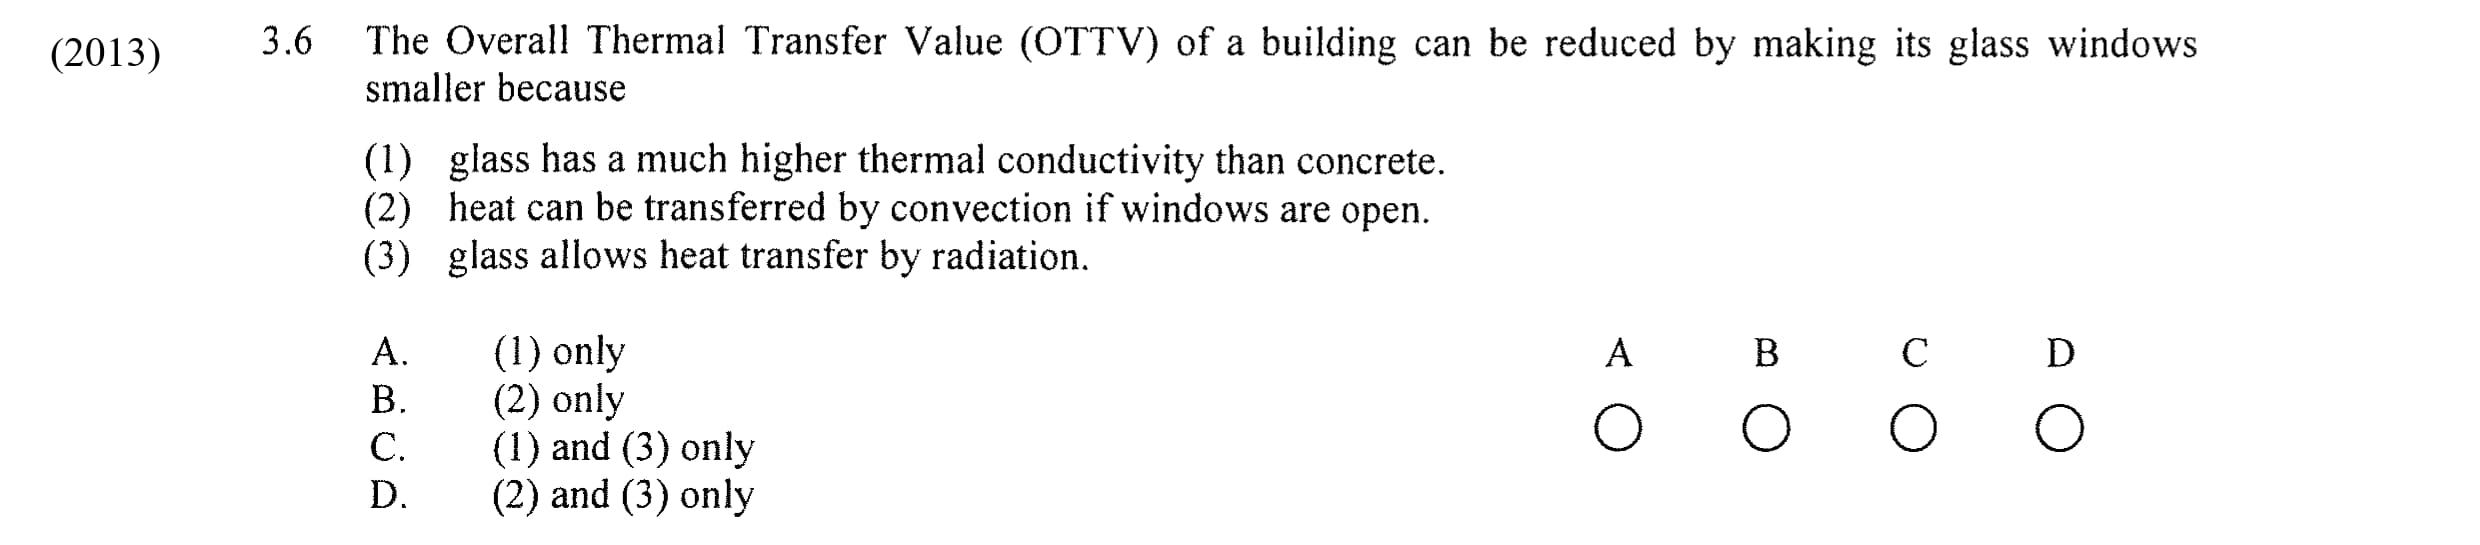 (2013) 3.6 The Overall Thermal Transfer Value (OTTV) of a building can be reduced by making its glass windows
smaller because
(1) glass has a much higher thermal conductivity than concrete.
(2) heat can be transferred by convection if windows are open.
(3) glass allows heat transfer by radiation.
A. (1) only A B C D
B. (2) only
C. (1) and (3) only
D. (2) and (3) only